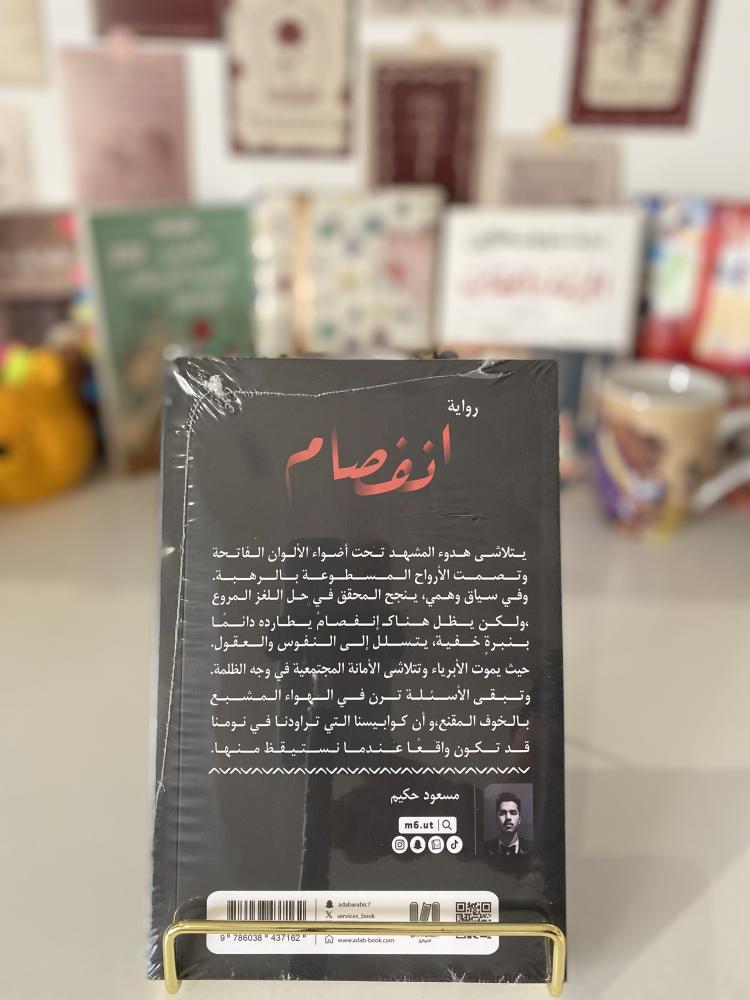 رواية
انفصام
يتلاشى هدوء المشهد تحت أضواء الألوان الفاتحة
وتصمت الأرواح المسطوعة بالرهبة.
وفي سياق وهمي، ينجح المحقق في حل اللغز المروع
،ولكن يظل هناك إنفصامٌ يطارده دائمًا
بنبرةٍ خفية، يتسلل إلى النفوس والعقول.
حيث يموت الأبرياء وتتلاشى الأمانة المجتمعية في وجه الظلمة.
وتبقى الأسئلة ترن في الهواء المشبع
بالخوف المقنع،و أن كوابيسنا التي تراودنا في نومنا
قد تكون واقعًا عندما نستيقظ منها.
مسعود حكيم
m6.ut
adabarabic7
services_book
www.adab-book.com
9 786038 437162